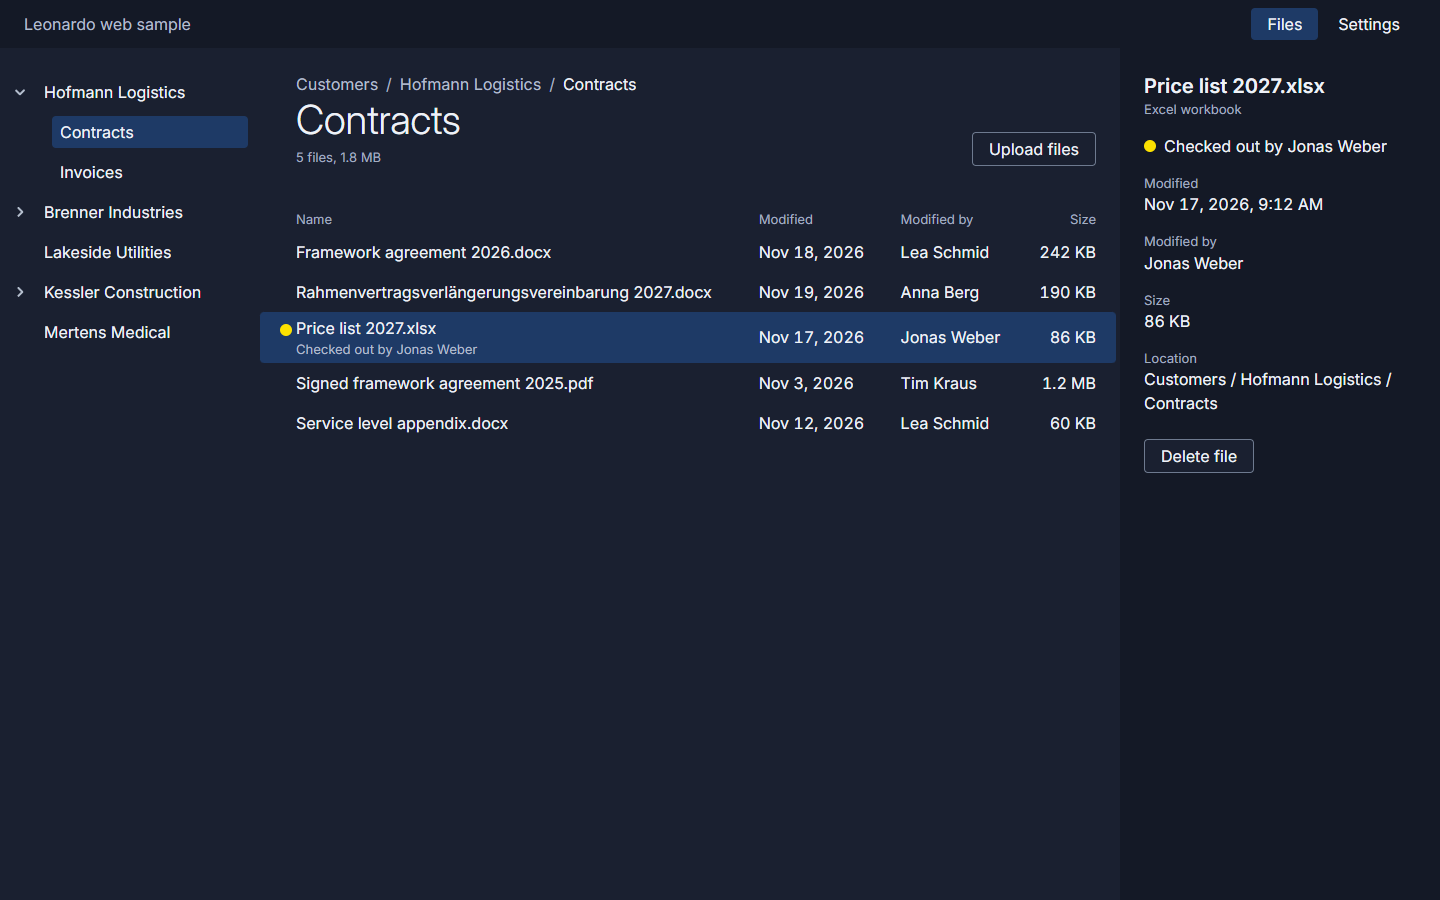 Leonardo web sample
Files
Settings
Hofmann Logistics
Contracts
Invoices
Brenner Industries
Lakeside Utilities
Kessler Construction
Mertens Medical
Customers / Hofmann Logistics / Contracts
Contracts
5 files, 1.8 MB
Upload files
Name Modified Modified by Size
Framework agreement 2026.docx Nov 18, 2026 Lea Schmid 242 KB
Rahmenvertragsverlängerungsvereinbarung 2027.docx Nov 19, 2026 Anna Berg 190 KB
Price list 2027.xlsx Nov 17, 2026 Jonas Weber 86 KB
Checked out by Jonas Weber
Signed framework agreement 2025.pdf Nov 3, 2026 Tim Kraus 1.2 MB
Service level appendix.docx Nov 12, 2026 Lea Schmid 60 KB
Price list 2027.xlsx
Excel workbook
Checked out by Jonas Weber
Modified
Nov 17, 2026, 9:12 AM
Modified by
Jonas Weber
Size
86 KB
Location
Customers / Hofmann Logistics /
Contracts
Delete file